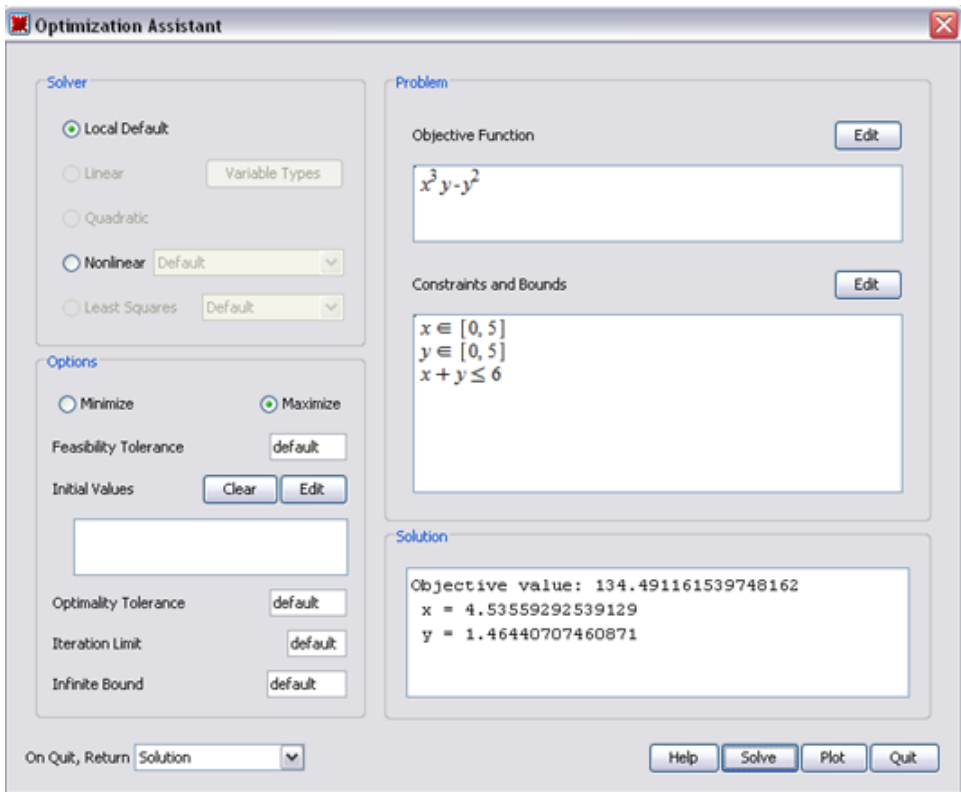 Optimization Assistant
Solver
Local Default
Linear Variable Types
Quadratic
Nonlinear Default
Least Squares Default
Options
Minimize Maximize
Feasibility Tolerance default
Initial Values Clear Edit
Optimality Tolerance default
Iteration Limit default
Infinite Bound default
Problem
Objective Function Edit
x³ y - y²
Constraints and Bounds Edit
x ∈ [0, 5]
y ∈ [0, 5]
x + y ≤ 6
Solution
Objective value: 134.491161539748162
x = 4.53559292539129
y = 1.46440707460871
On Quit, Return Solution Help Solve Plot Quit